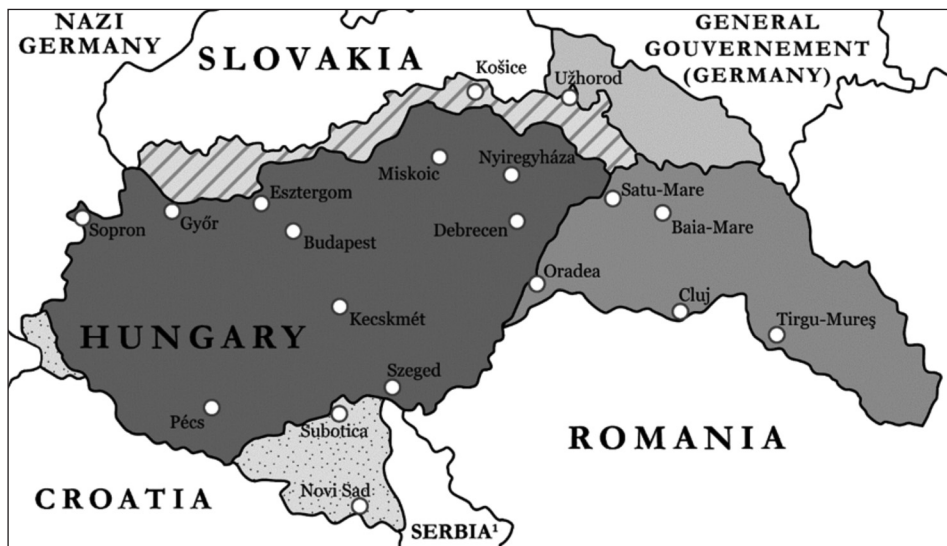 NAZI
GERMANY
SLOVAKIA
GENERAL
GOUVERNEMENT
(GERMANY)
Košice
Užhorod
Miskoic
Nyiregyháza
Esztergom
Satu-Mare
Sopron
Győr
Budapest
Debrecen
Baia-Mare
Oradea
Cluj
Kecskmét
Tirgu-Mureş
HUNGARY
Szeged
Pécs
Subotica
ROMANIA
CROATIA
Novi Sad
SERBIA¹